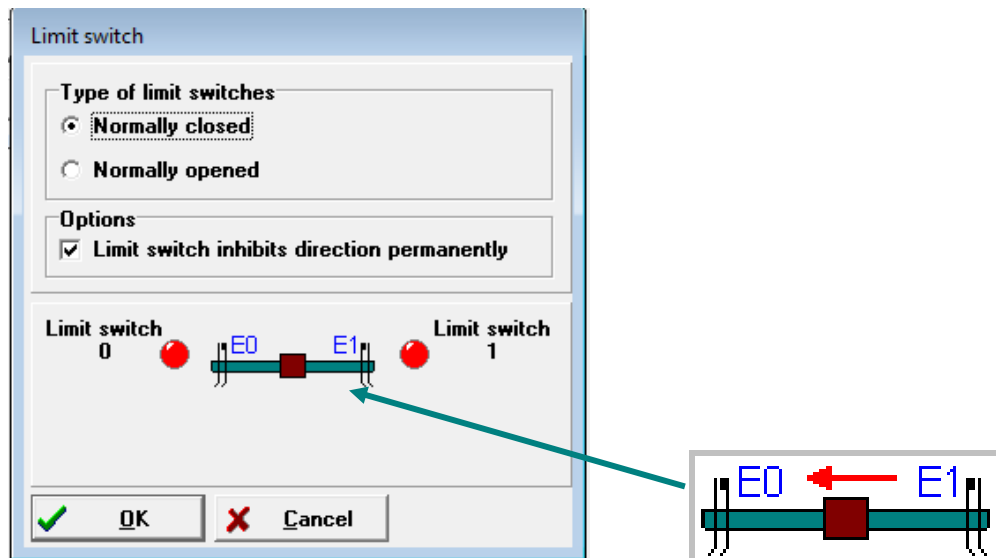 Limit switch
Type of limit switches
Normally closed
Normally opened
Options
Limit switch inhibits direction permanently
Limit switch
0
E0
E1
Limit switch
1
OK
Cancel
E0
E1